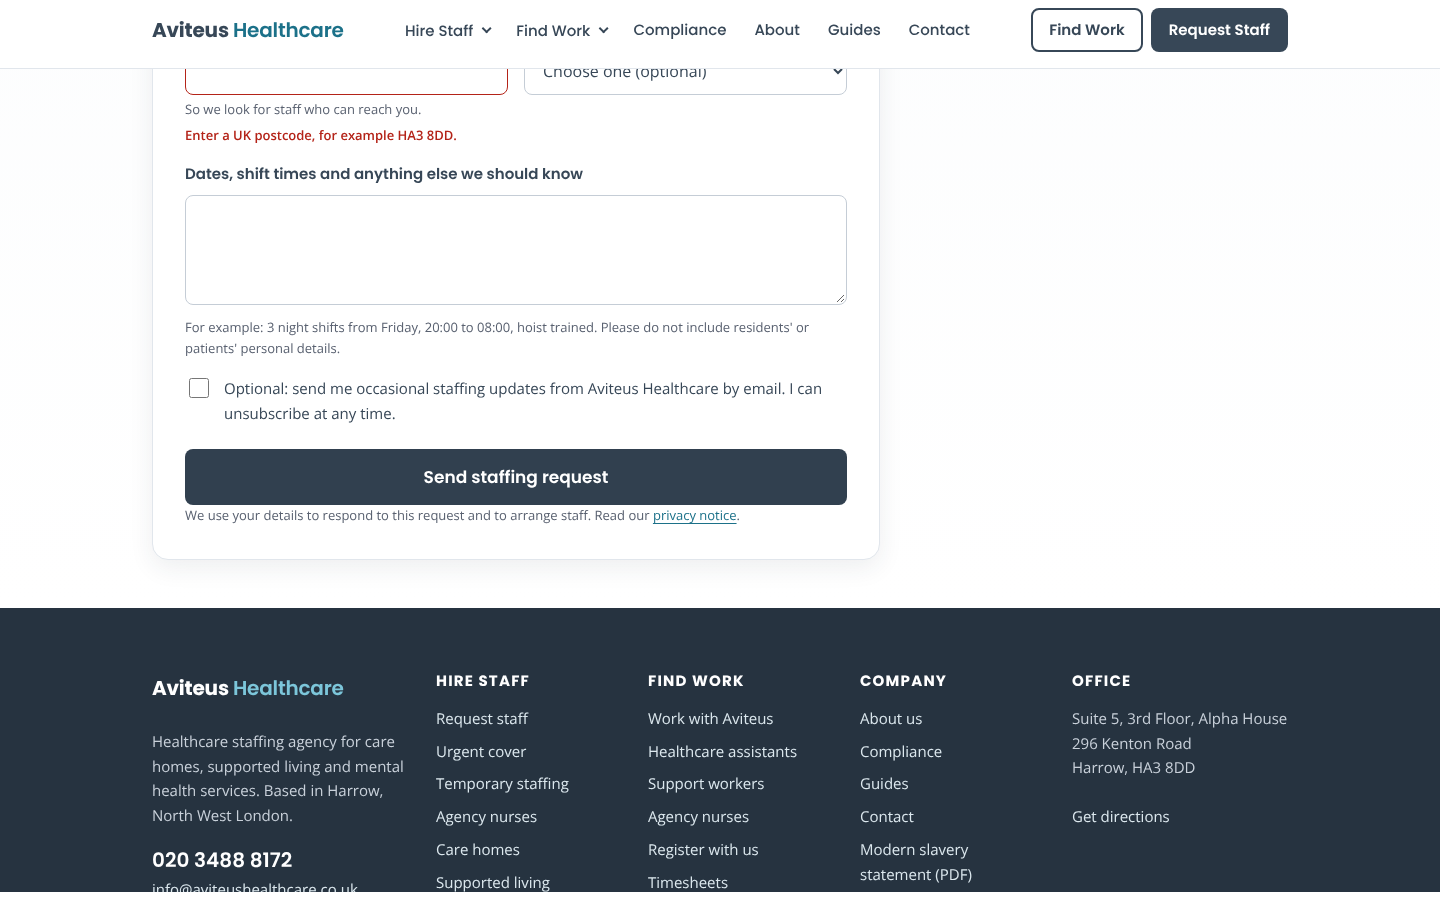 Aviteus Healthcare
Hire Staff
Find Work
Compliance
About
Guides
Contact
Find Work
Request Staff
Choose one (optional)
So we look for staff who can reach you.
Enter a UK postcode, for example HA3 8DD.
Dates, shift times and anything else we should know
For example: 3 night shifts from Friday, 20:00 to 08:00, hoist trained. Please do not include residents' or
patients' personal details.
Optional: send me occasional staffing updates from Aviteus Healthcare by email. I can
unsubscribe at any time.
Send staffing request
We use your details to respond to this request and to arrange staff. Read our privacy notice.
Aviteus Healthcare
Healthcare staffing agency for care
homes, supported living and mental
health services. Based in Harrow,
North West London.
020 3488 8172
info@aviteushealthcare.co.uk
HIRE STAFF
Request staff
Urgent cover
Temporary staffing
Agency nurses
Care homes
Supported living
FIND WORK
Work with Aviteus
Healthcare assistants
Support workers
Agency nurses
Register with us
Timesheets
COMPANY
About us
Compliance
Guides
Contact
Modern slavery
statement (PDF)
OFFICE
Suite 5, 3rd Floor, Alpha House
296 Kenton Road
Harrow, HA3 8DD
Get directions